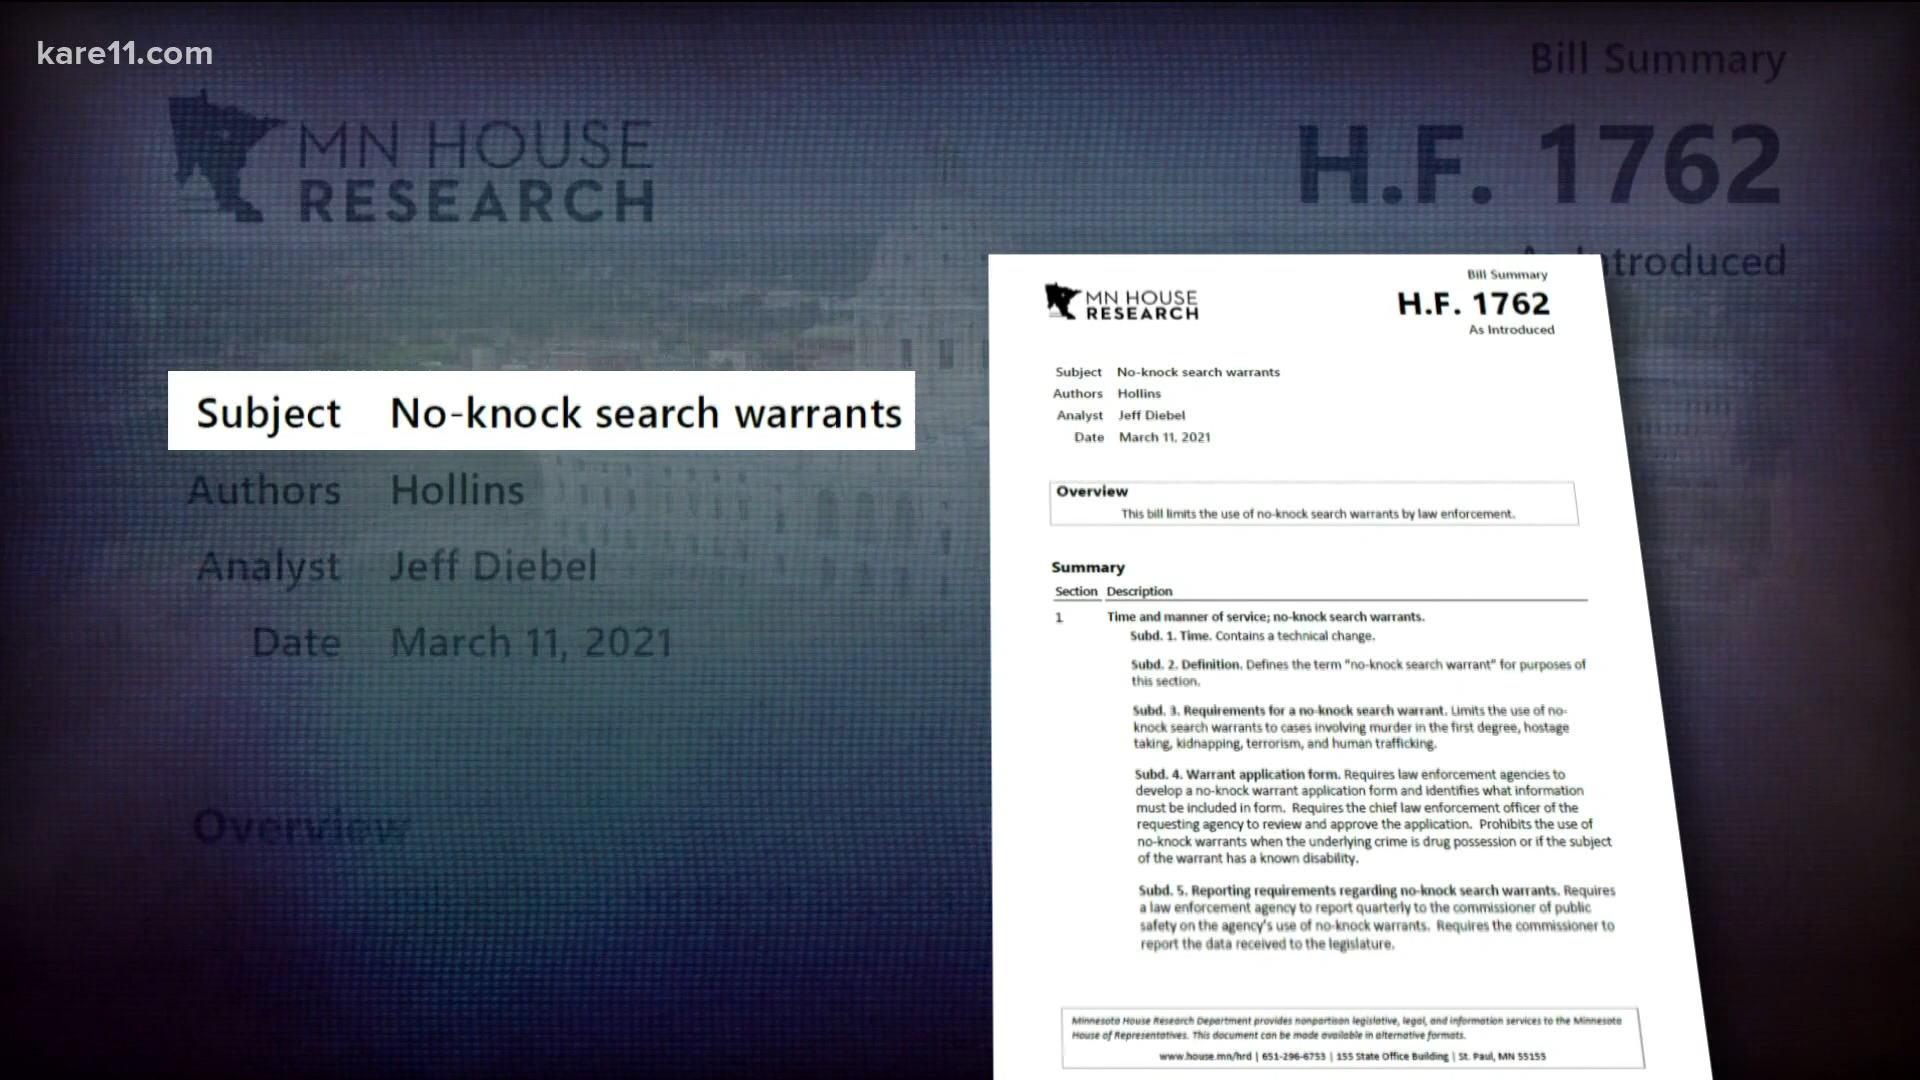 kare11.com
MN HOUSE
RESEARCH
Bill Summary
H.F. 1762
As Introduced
Subject No-knock search warrants
Authors Hollins
Analyst Jeff Diebel
Date March 11, 2021
Overview
MN HOUSE
RESEARCH
Bill Summary
H.F. 1762
As Introduced
Subject No-knock search warrants
Authors Hollins
Analyst Jeff Diebel
Date March 11, 2021
Overview
This bill limits the use of no-knock search warrants by law enforcement.
Summary
Section Description
1 Time and manner of service; no-knock search warrants.
Subd. 1. Time. Contains a technical change.
Subd. 2. Definition. Defines the term "no-knock search warrant" for purposes of
this section.
Subd. 3. Requirements for a no-knock search warrant. Limits the use of no-
knock search warrants to cases involving murder in the first degree, hostage
taking, kidnapping, terrorism, and human trafficking.
Subd. 4. Warrant application form. Requires law enforcement agencies to
develop a no-knock warrant application form and identifies what information
must be included in form. Requires the chief law enforcement officer of the
requesting agency to review and approve the application. Prohibits the use of
no-knock warrants when the underlying crime is drug possession or if the subject
of the warrant has a known disability.
Subd. 5. Reporting requirements regarding no-knock search warrants. Requires
a law enforcement agency to report quarterly to the commissioner of public
safety on the agency's use of no-knock warrants. Requires the commissioner to
report the data received to the legislature.
Minnesota House Research Department provides nonpartisan legislative, legal, and information services to the Minnesota
House of Representatives. This document can be made available in alternative formats.
www.house.mn/hrd | 651-296-6753 | 155 State Office Building | St. Paul, MN 55155